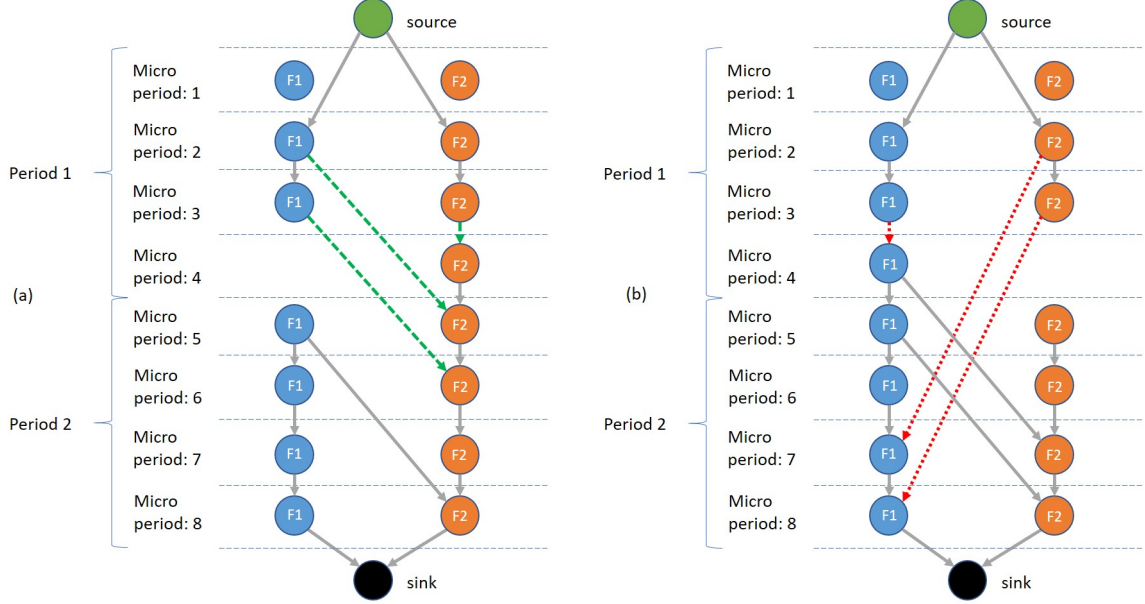 source
Micro
period: 1
F1
F2
Micro
period: 2
F1
F2
Period 1
Micro
period: 3
F1
F2
Micro
period: 4
F2
(a)
Micro
period: 5
F1
F2
Micro
period: 6
F1
F2
Period 2
Micro
period: 7
F1
F2
Micro
period: 8
F1
F2
sink
source
Micro
period: 1
F1
F2
Micro
period: 2
F1
F2
Period 1
Micro
period: 3
F1
F2
Micro
period: 4
F1
(b)
Micro
period: 5
F1
F2
Micro
period: 6
F1
F2
Period 2
Micro
period: 7
F1
F2
Micro
period: 8
F1
F2
sink